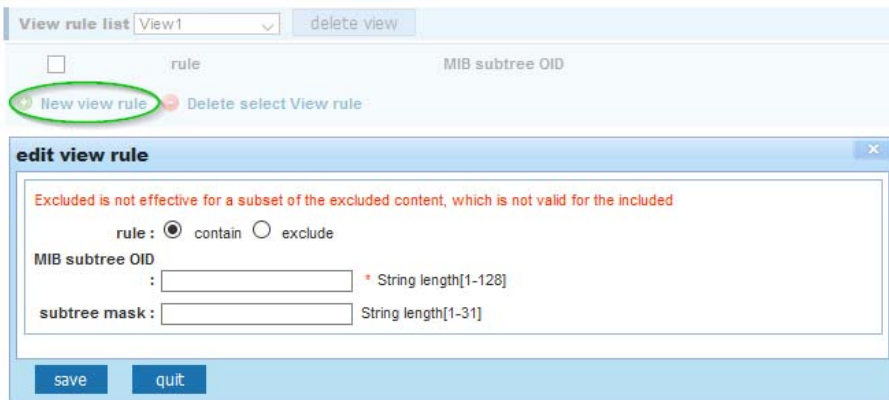 View rule list View1 delete view
rule MIB subtree OID
New view rule Delete select View rule
edit view rule
Excluded is not effective for a subset of the excluded content, which is not valid for the included
rule : contain exclude
MIB subtree OID
: * String length[1-128]
subtree mask : String length[1-31]
save quit